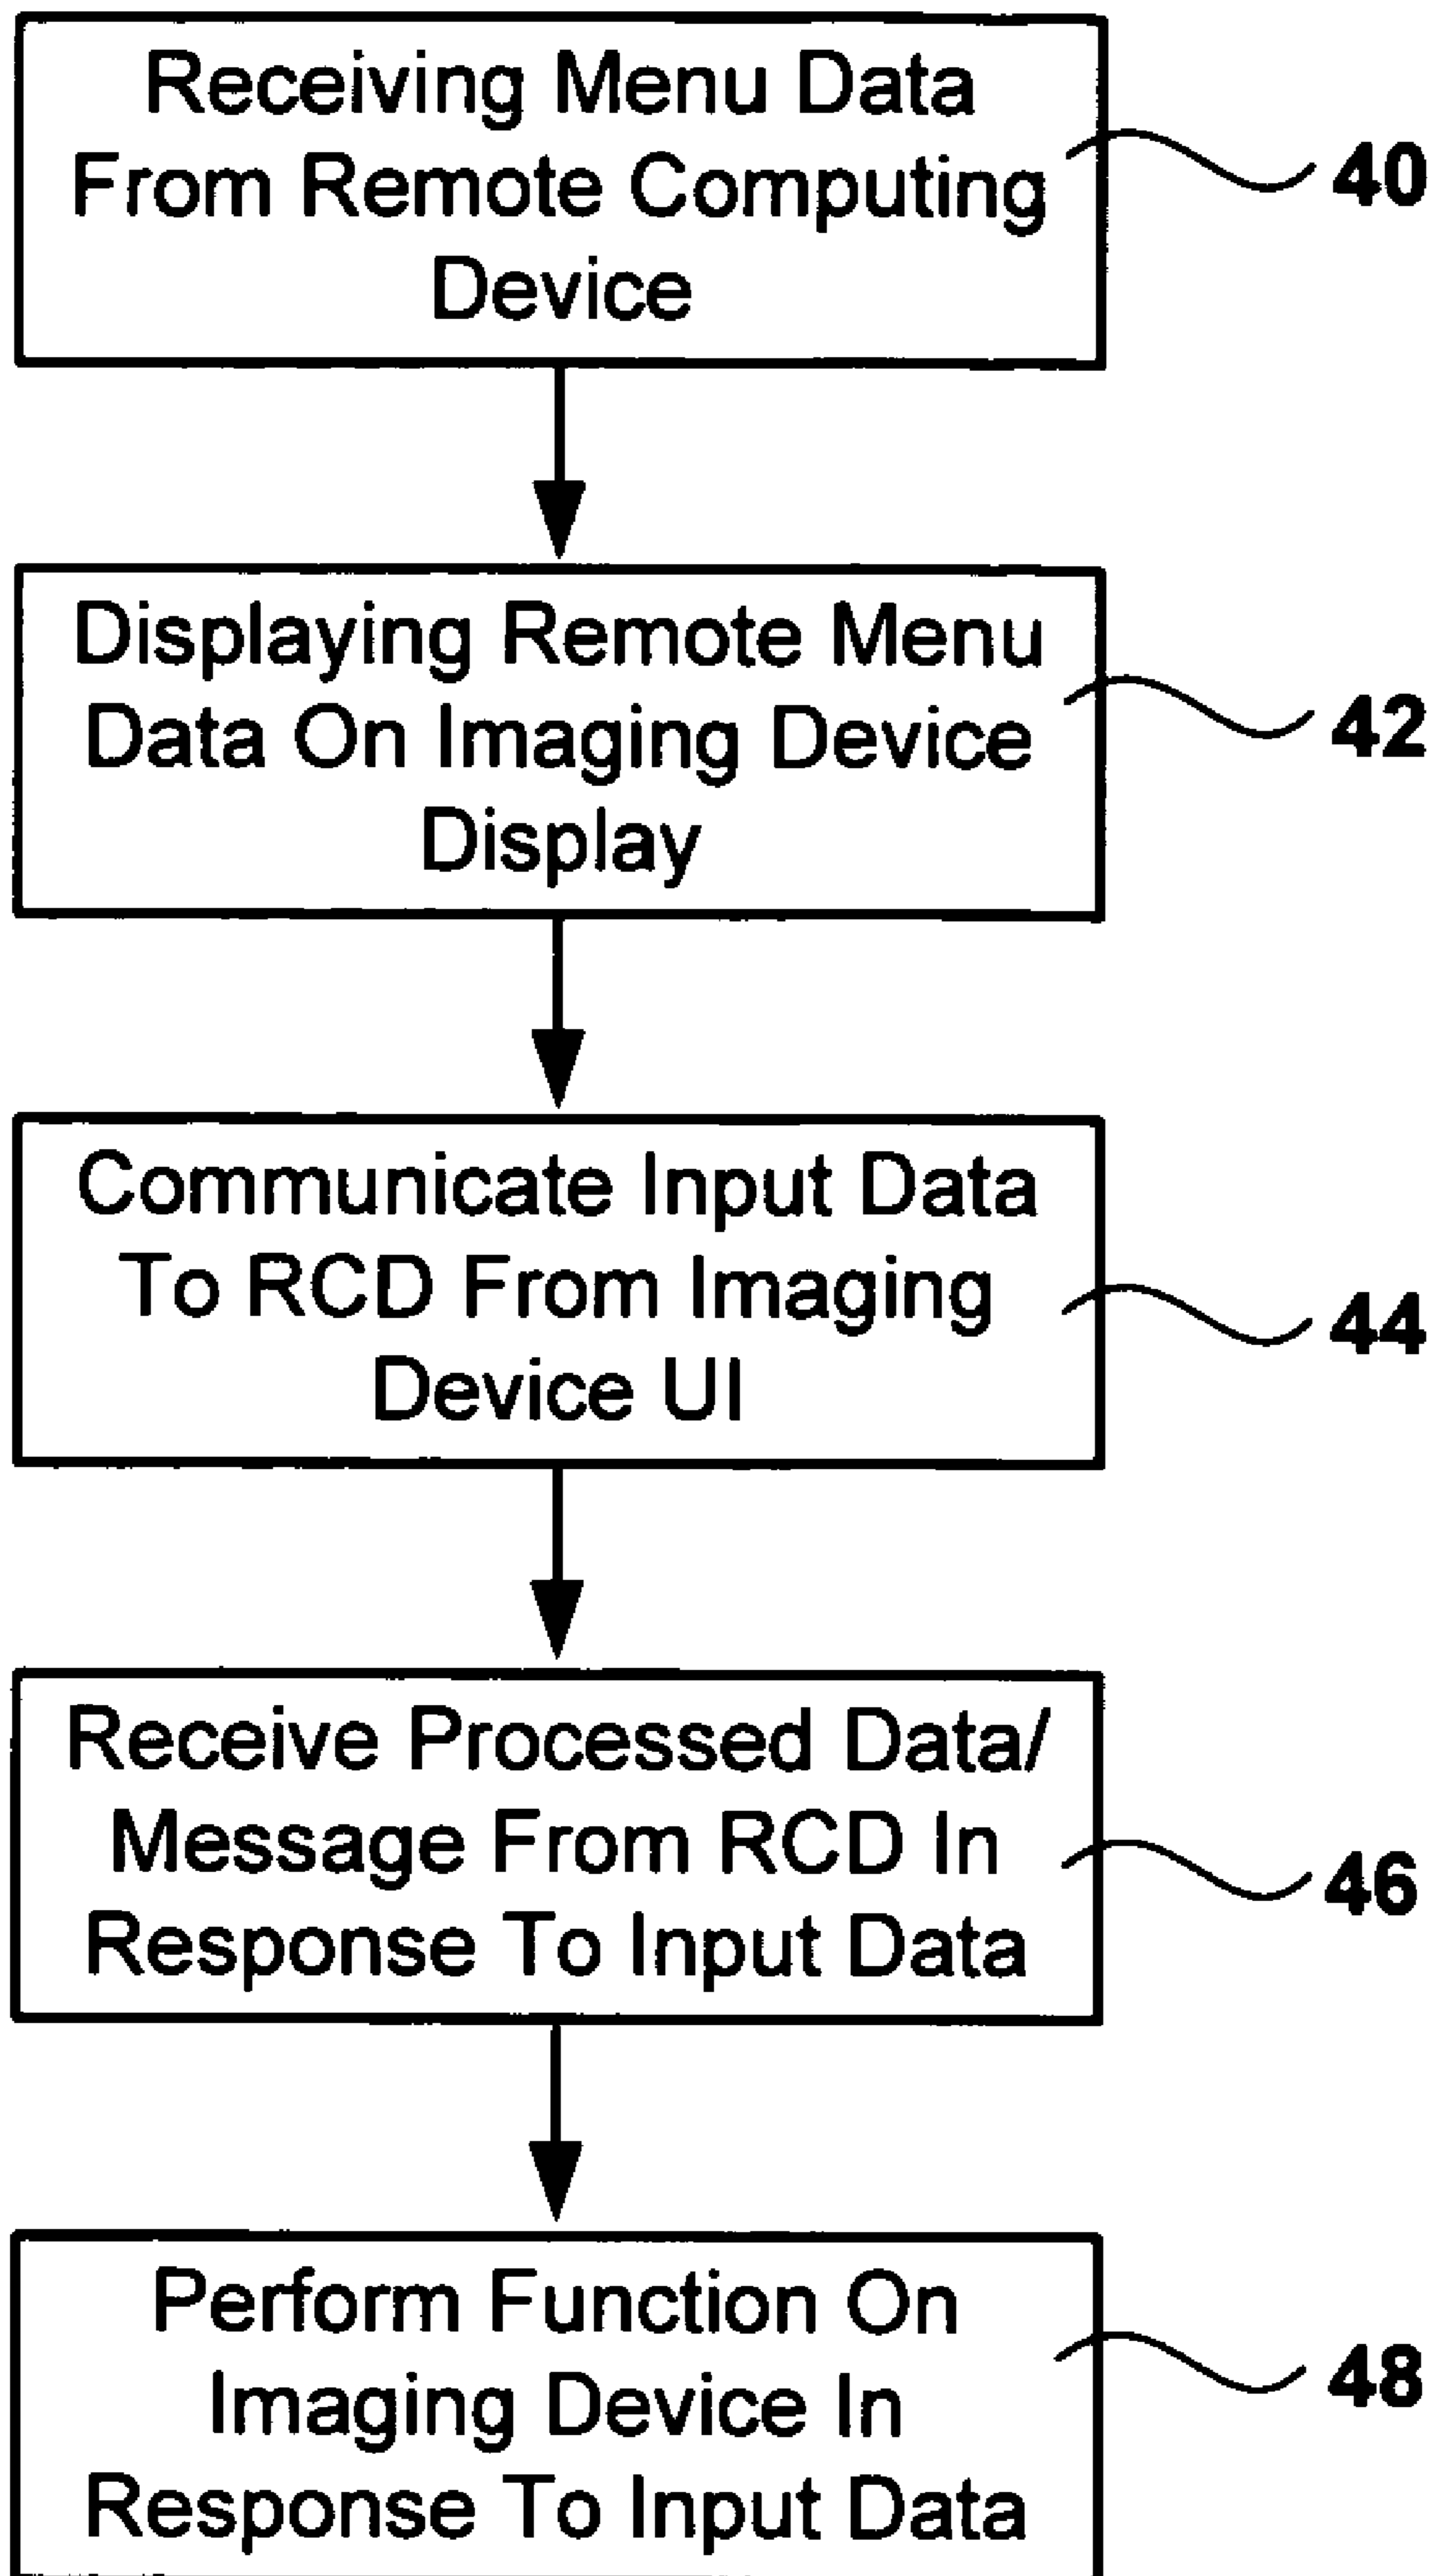 Receiving Menu Data
From Remote Computing
Device
40
Displaying Remote Menu
Data On Imaging Device
Display
42
Communicate Input Data
To RCD From Imaging
Device UI
44
Receive Processed Data/
Message From RCD In
Response To Input Data
46
Perform Function On
Imaging Device In
Response To Input Data
48